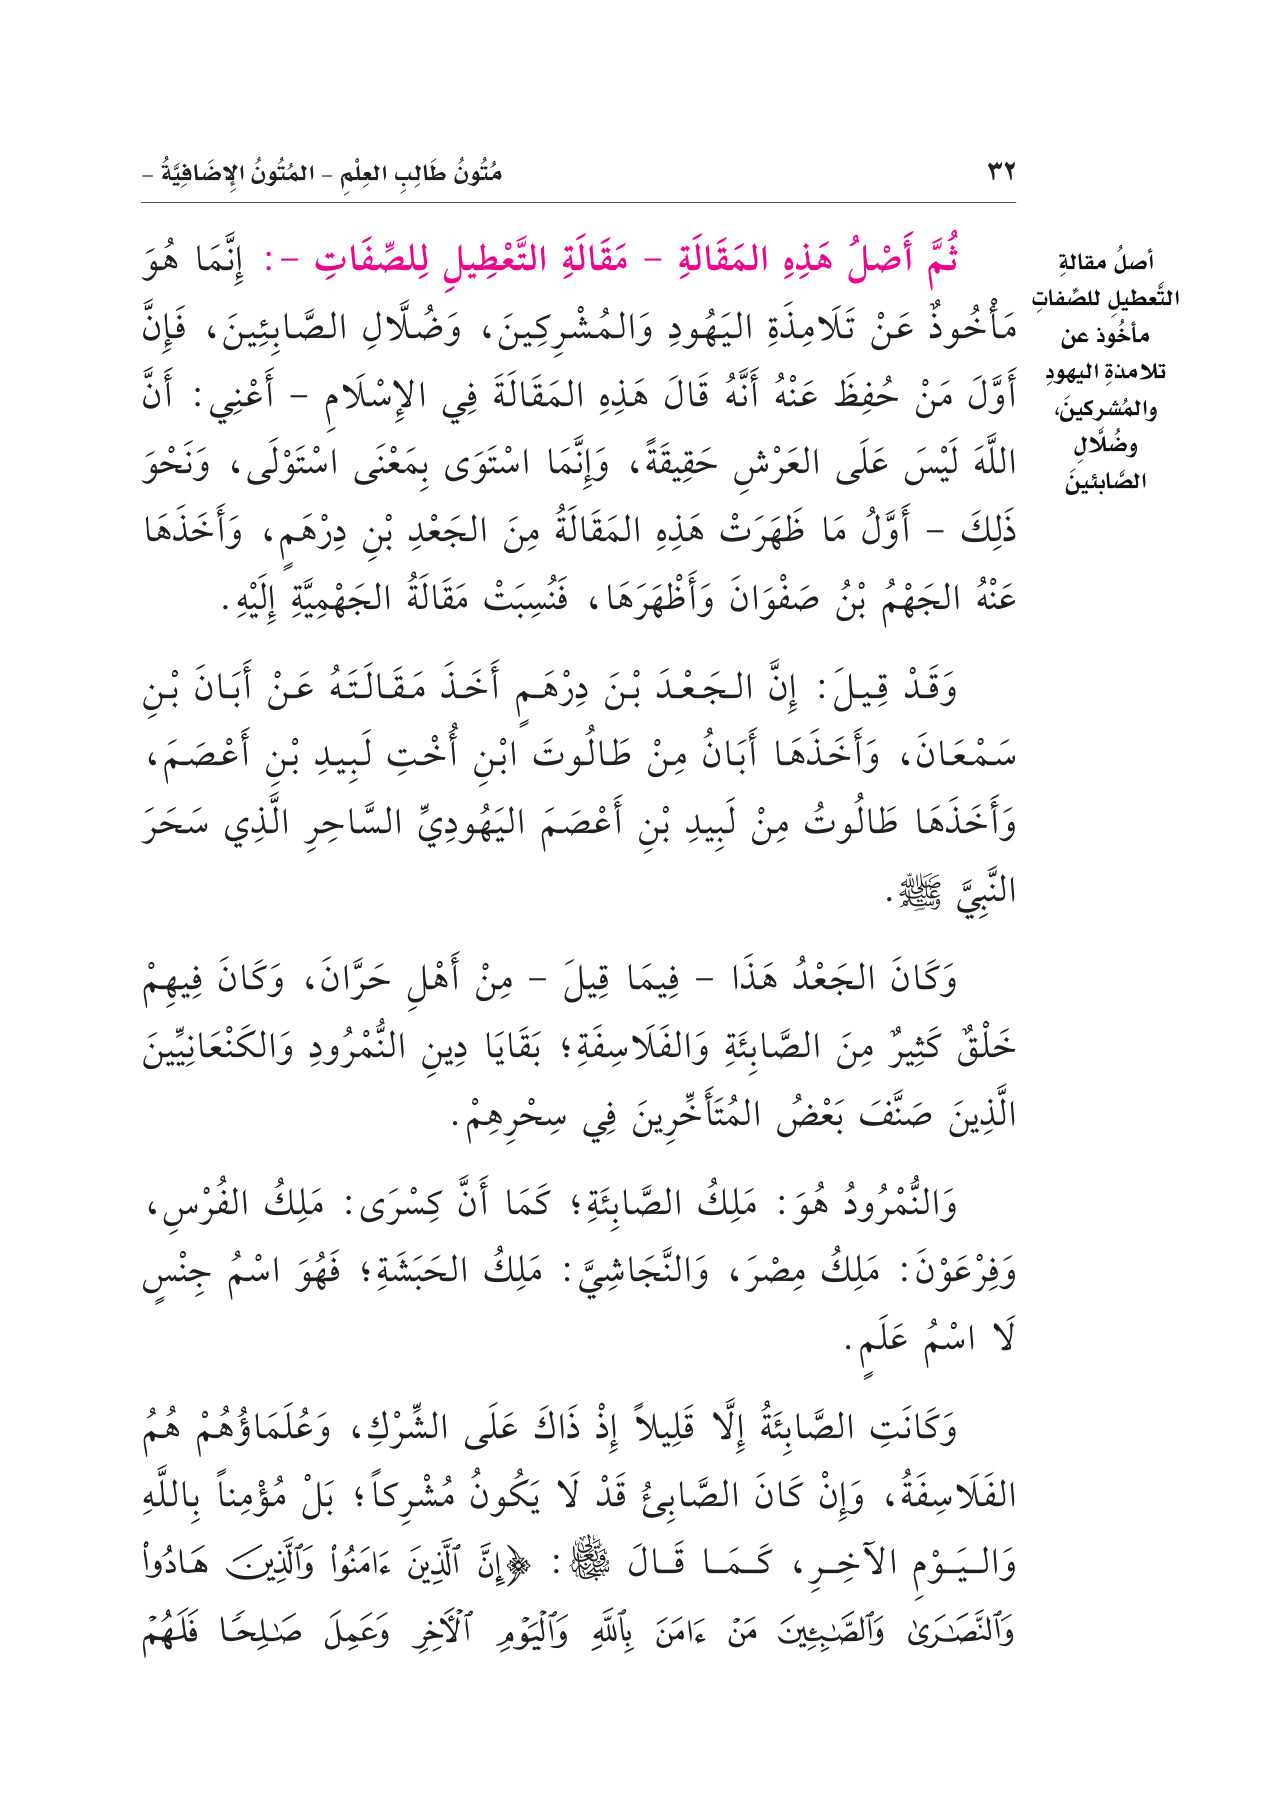 ٣٢
مُتُونُ طَالِبِ العِلْمِ – المُتُونُ الإِضَافِيَّةُ –
ثُمَّ أَصْلُ هَذِهِ المَقَالَةِ – مَقَالَةِ التَّعْطِيلِ لِلصِّفَاتِ –: إِنَّمَا هُوَ
مَأْخُوذٌ عَنْ تَلَامِذَةِ اليَهُودِ وَالمُشْرِكِينَ، وَضُلَّالِ الصَّابِئِينَ، فَإِنَّ
أَوَّلَ مَنْ حُفِظَ عَنْهُ أَنَّهُ قَالَ هَذِهِ المَقَالَةَ فِي الإِسْلَامِ – أَعْنِي: أَنَّ
اللَّهَ لَيْسَ عَلَى العَرْشِ حَقِيقَةً، وَإِنَّمَا اسْتَوَى بِمَعْنَى اسْتَوْلَى، وَنَحْوَ
ذَلِكَ – أَوَّلُ مَا ظَهَرَتْ هَذِهِ المَقَالَةُ مِنَ الجَعْدِ بْنِ دِرْهَمٍ، وَأَخَذَهَا
عَنْهُ الجَهْمُ بْنُ صَفْوَانَ وَأَظْهَرَهَا، فَنُسِبَتْ مَقَالَةُ الجَهْمِيَّةِ إِلَيْهِ.
أصلُ مقالةِ
التَّعطيلِ للصِّفاتِ
مأخُوذ عن
تلامذةِ اليهودِ
والمُشركينَ،
وضُلَّالِ
الصَّابئينَ
وَقَدْ قِيلَ: إِنَّ الجَعْدَ بْنَ دِرْهَمٍ أَخَذَ مَقَالَتَهُ عَنْ أَبَانَ بْنِ
سَمْعَانَ، وَأَخَذَهَا أَبَانُ مِنْ طَالُوتَ ابْنِ أُخْتِ لَبِيدِ بْنِ أَعْصَمَ،
وَأَخَذَهَا طَالُوتُ مِنْ لَبِيدِ بْنِ أَعْصَمَ اليَهُودِيِّ السَّاحِرِ الَّذِي سَحَرَ
النَّبِيَّ ﷺ.
وَكَانَ الجَعْدُ هَذَا – فِيمَا قِيلَ – مِنْ أَهْلِ حَرَّانَ، وَكَانَ فِيهِمْ
خَلْقٌ كَثِيرٌ مِنَ الصَّابِئَةِ وَالفَلَاسِفَةِ؛ بَقَايَا دِينِ النُّمْرُودِ وَالكَنْعَانِيِّينَ
الَّذِينَ صَنَّفَ بَعْضُ المُتَأَخِّرِينَ فِي سِحْرِهِمْ.
وَالنُّمْرُودُ هُوَ: مَلِكُ الصَّابِئَةِ؛ كَمَا أَنَّ كِسْرَى: مَلِكُ الفُرْسِ،
وَفِرْعَوْنَ: مَلِكُ مِصْرَ، وَالنَّجَاشِيَّ: مَلِكُ الحَبَشَةِ؛ فَهُوَ اسْمُ جِنْسٍ
لَا اسْمُ عَلَمٍ.
وَكَانَتِ الصَّابِئَةُ إِلَّا قَلِيلاً إِذْ ذَاكَ عَلَى الشِّرْكِ، وَعُلَمَاؤُهُمْ هُمُ
الفَلَاسِفَةُ، وَإِنْ كَانَ الصَّابِئُ قَدْ لَا يَكُونُ مُشْرِكاً؛ بَلْ مُؤْمِناً بِاللَّهِ
وَاليَوْمِ الآخِرِ، كَمَا قَالَ سُبْحَانَهُ وَتَعَالَى: ﴿إِنَّ ٱلَّذِينَ ءَامَنُوا۟ وَٱلَّذِينَ هَادُوا۟
وَٱلنَّصَـٰرَىٰ وَٱلصَّـٰبِـِٔينَ مَنْ ءَامَنَ بِٱللَّهِ وَٱلْيَوْمِ ٱلْـَٔاخِرِ وَعَمِلَ صَـٰلِحًا فَلَهُمْ